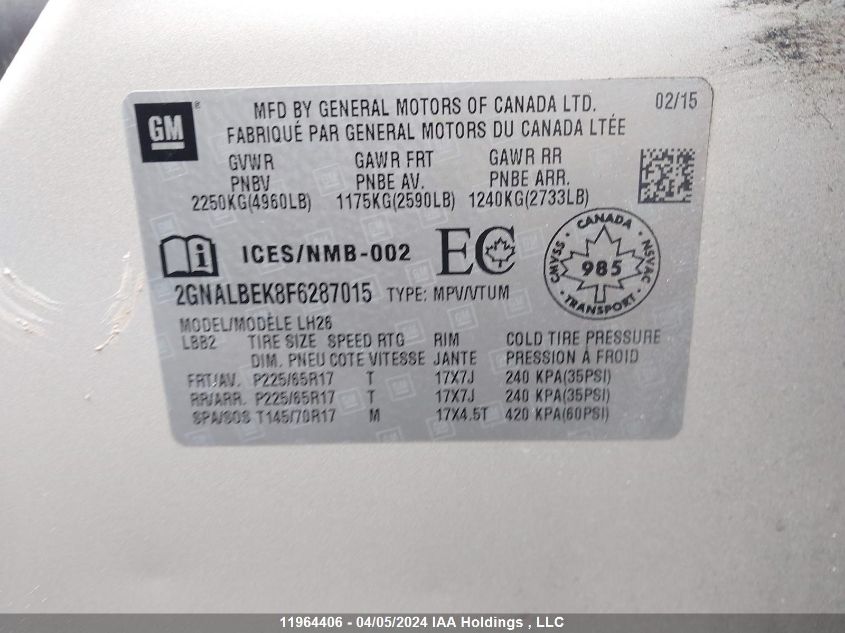 GM ®
MFD BY GENERAL MOTORS OF CANADA LTD. 02/15
FABRIQUÉ PAR GENERAL MOTORS DU CANADA LTÉE
GVWR GAWR FRT GAWR RR
PNBV PNBE AV. PNBE ARR.
2250KG(4960LB) 1175KG(2590LB) 1240KG(2733LB)
ICES/NMB-002 EC
CANADA
CMVSS 985 NSVAC
TRANSPORT
2GNALBEK8F6287015 TYPE: MPV/VTUM
MODEL/MODÈLE LH26
LBB2 TIRE SIZE SPEED RTG RIM COLD TIRE PRESSURE
DIM. PNEU COTE VITESSE JANTE PRESSION À FROID
FRT/AV. P225/65R17 T 17X7J 240 KPA(35PSI)
RR/ARR. P225/65R17 T 17X7J 240 KPA(35PSI)
SPA/SOS T145/70R17 M 17X4.5T 420 KPA(60PSI)
11964406 - 04/05/2024 IAA Holdings , LLC